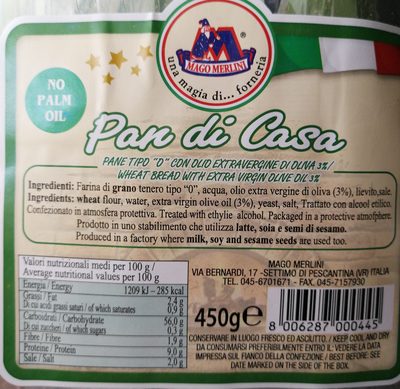 MAGO MERLINI
una magia di... forneria
NO
PALM
OIL
Pan di Casa
PANE TIPO "0" CON OLIO EXTRAVERGINE DI OLIVA 3%/
WHEAT BREAD WITH EXTRA VIRGIN OLIVE OIL 3%
Ingredienti: Farina di grano tenero tipo "0", acqua, olio extra vergine di oliva (3%), lievito, sale.
Ingredients: wheat flour, water, extra virgin olive oil (3%), yeast, salt, Trattato con alcool etilico.
Confezionato in atmosfera protettiva. Treated with ethylic alcohol. Packaged in a protective atmofphere.
Prodotto in uno stabilimento che utilizza latte, soia e semi di sesamo.
Produced in a factory where milk, soy and sesame seeds are used too.
Valori nutrizionali medi per 100 g /
Average nutritional values per 100 g
Energia / Energy 1209 kJ - 285 kcal
Grassi / Fat 2,4 g
Di cui acidi grassi saturi / of which saturates 0,9 g
Carboidrati / Carbohydrate 56,0 g
Di cui zuccheri / of which sugars 0,3 g
Fibre / Fibre 1,9 g
Proteine / Protein 9,0 g
Sale / Salt 2,0 g
MAGO MERLINI
VIA BERNARDI, 17 - SETTIMO DI PESCANTINA (VR) ITALIA
TEL. 045-6701671 - FAX. 045-7157930
450g e
8 006287 000445
CONSERVARE IN LUOGO FRESCO ED ASCIUTTO. / KEEP COOL AND DRY
DA CONSUMARSI PREFERIBILMENTE ENTRO IL: VEDERE LA DATA
IMPRESSA SUL FIANCO DELLA CONFEZIONE / BEST BEFORE: SEE
DATE MARKED ON THE SIDE OF THE BOX.